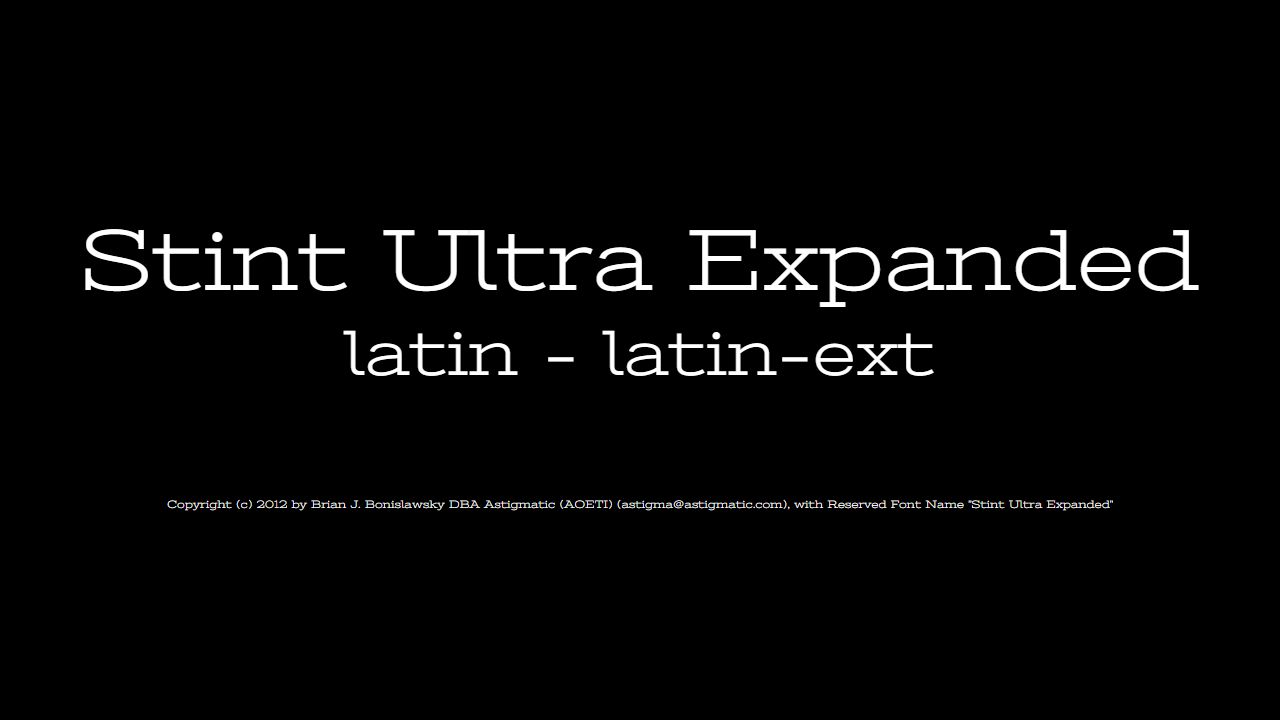 Stint Ultra Expanded
latin - latin-ext
Copyright (c) 2012 by Brian J. Bonislawsky DBA Astigmatic (AOETI) (astigma@astigmatic.com), with Reserved Font Name "Stint Ultra Expanded"